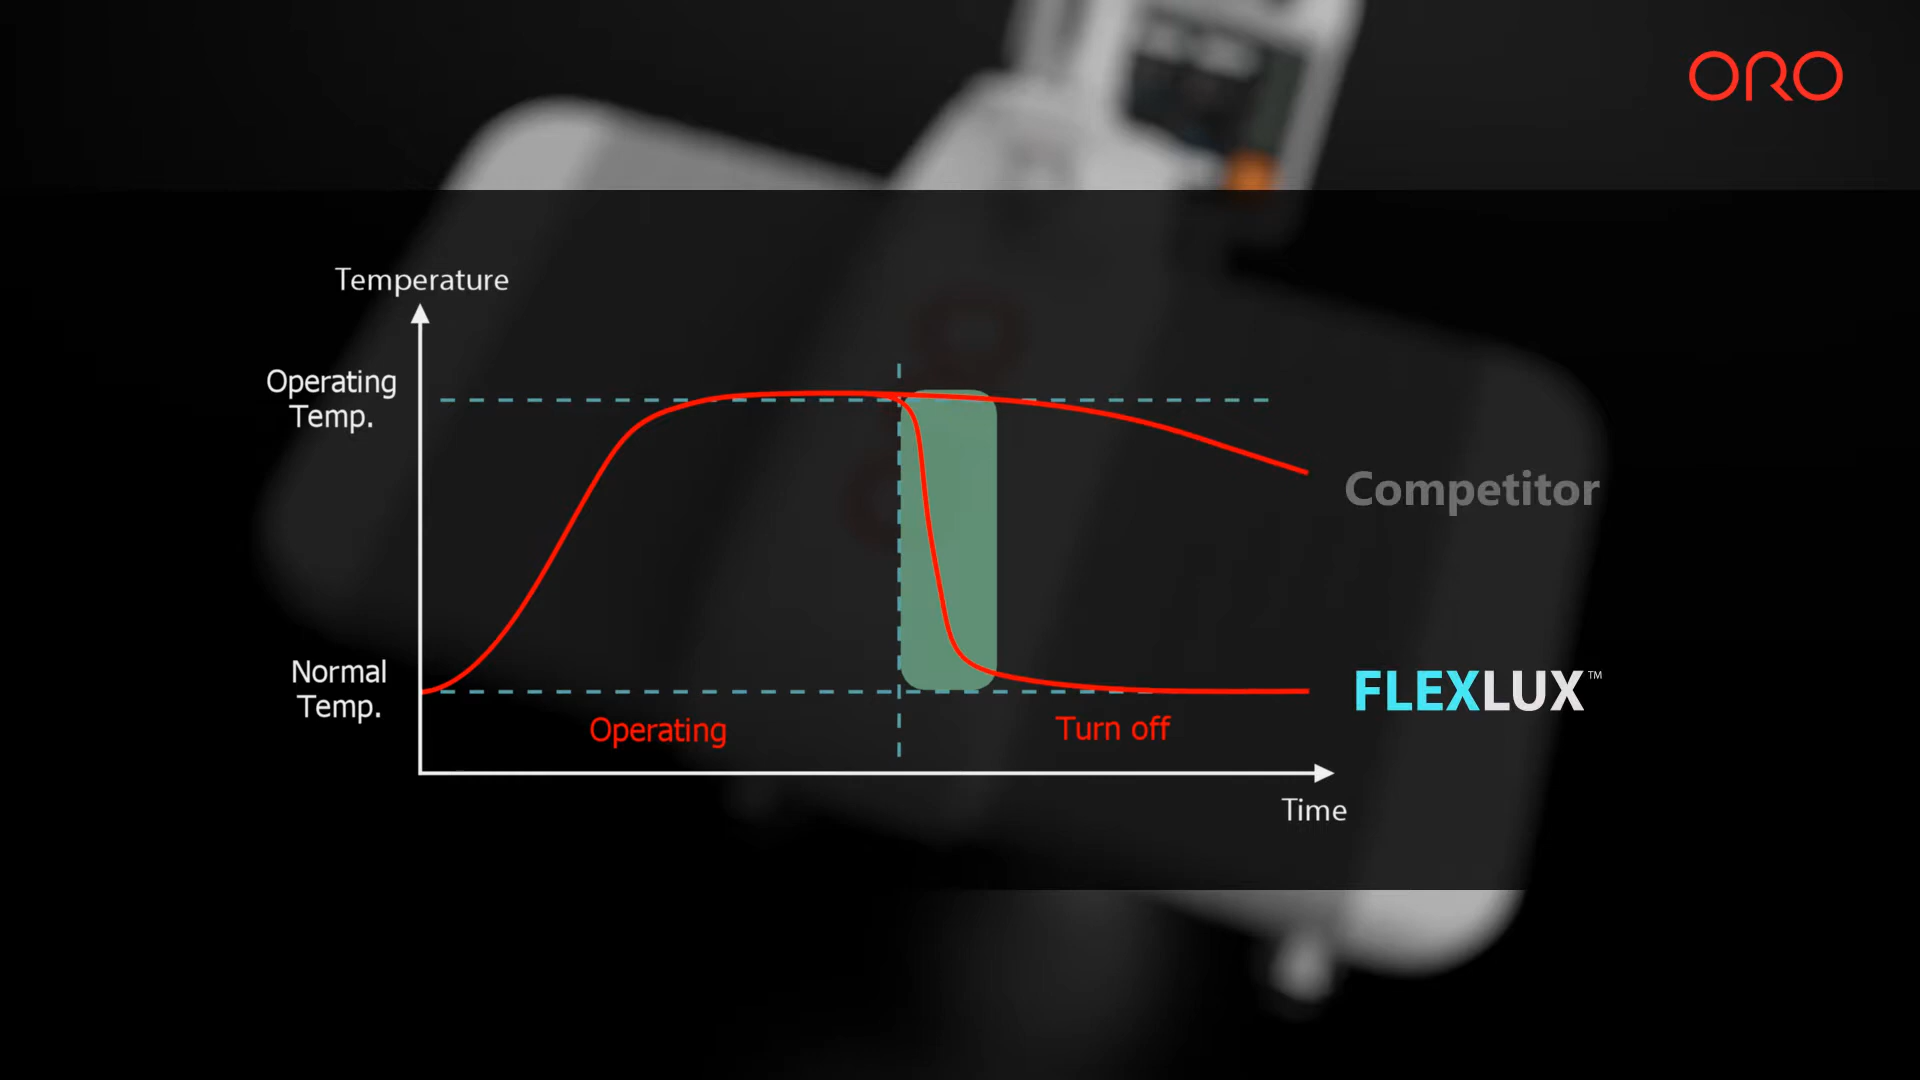 ORO
Temperature
Operating
Temp.
Competitor
Normal
Temp.
FLEXLUX™
Operating
Turn off
Time